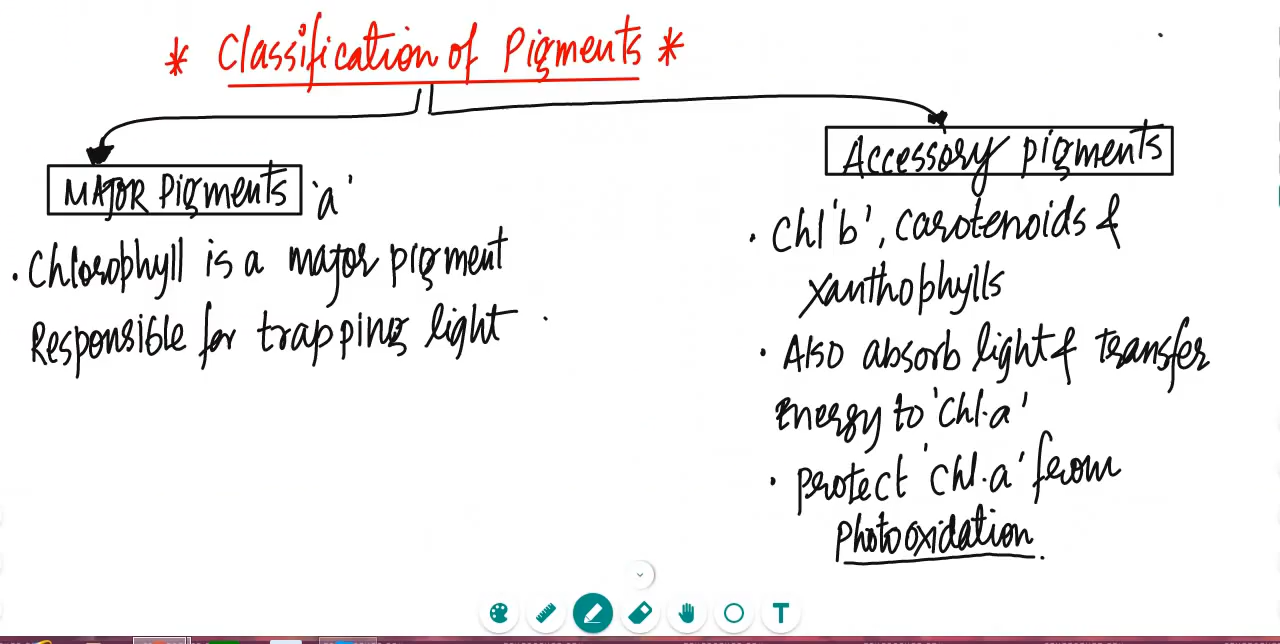 * Classification of Pigments *
MAJOR Pigments 'a'
• Chlorophyll is a major pigment
Responsible for trapping light
Accessory pigments
• Chl 'b', carotenoids &
xanthophylls
• Also absorb light & transfer
Energy to 'Chl.a'
• Protect 'Chl.a' from
Photooxidation.
T